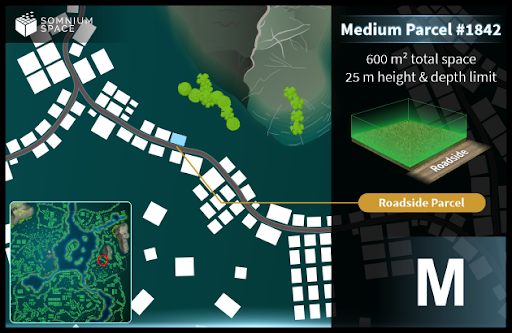 SOMNIUM
SPACE
Medium Parcel #1842
600 m² total space
25 m height & depth limit
Roadside
Roadside Parcel
M